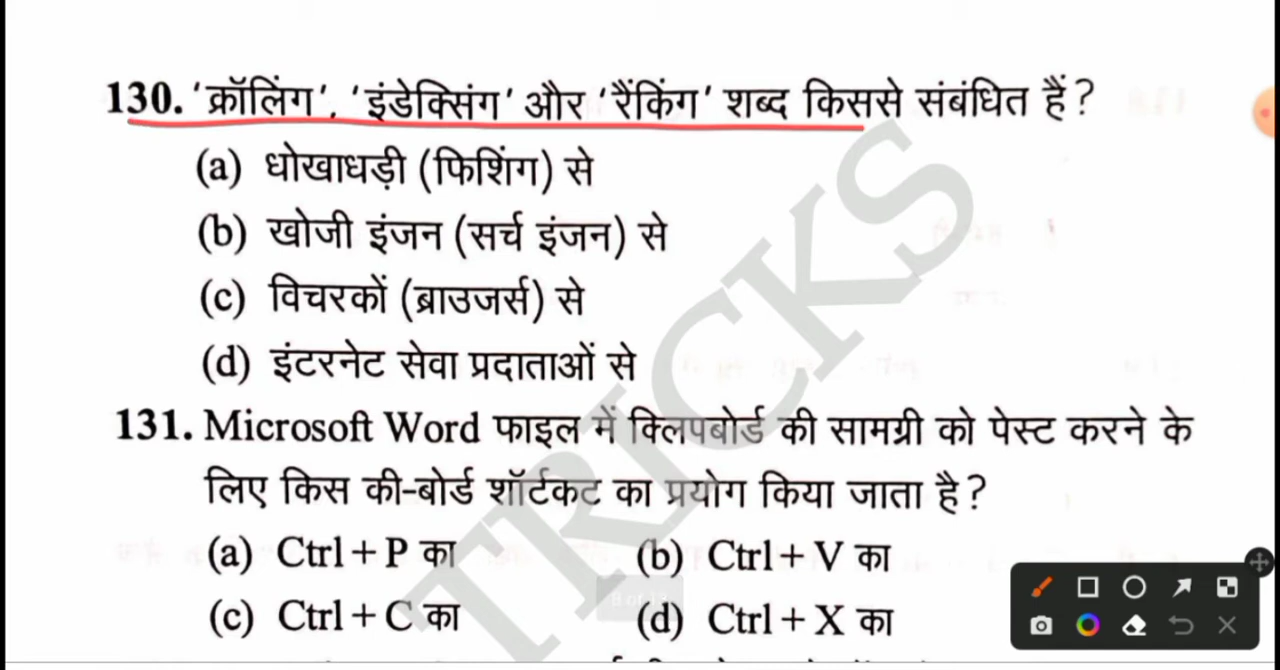 130. 'क्रॉलिंग', 'इंडेक्सिंग' और 'रैंकिंग' शब्द किससे संबंधित हैं?
(a) धोखाधड़ी (फिशिंग) से
(b) खोजी इंजन (सर्च इंजन) से
(c) विचरकों (ब्राउजर्स) से
(d) इंटरनेट सेवा प्रदाताओं से
131. Microsoft Word फाइल में क्लिपबोर्ड की सामग्री को पेस्ट करने के
लिए किस की-बोर्ड शॉर्टकट का प्रयोग किया जाता है?
(a) Ctrl + P का (b) Ctrl + V का
(c) Ctrl + C का (d) Ctrl + X का
TRICKS